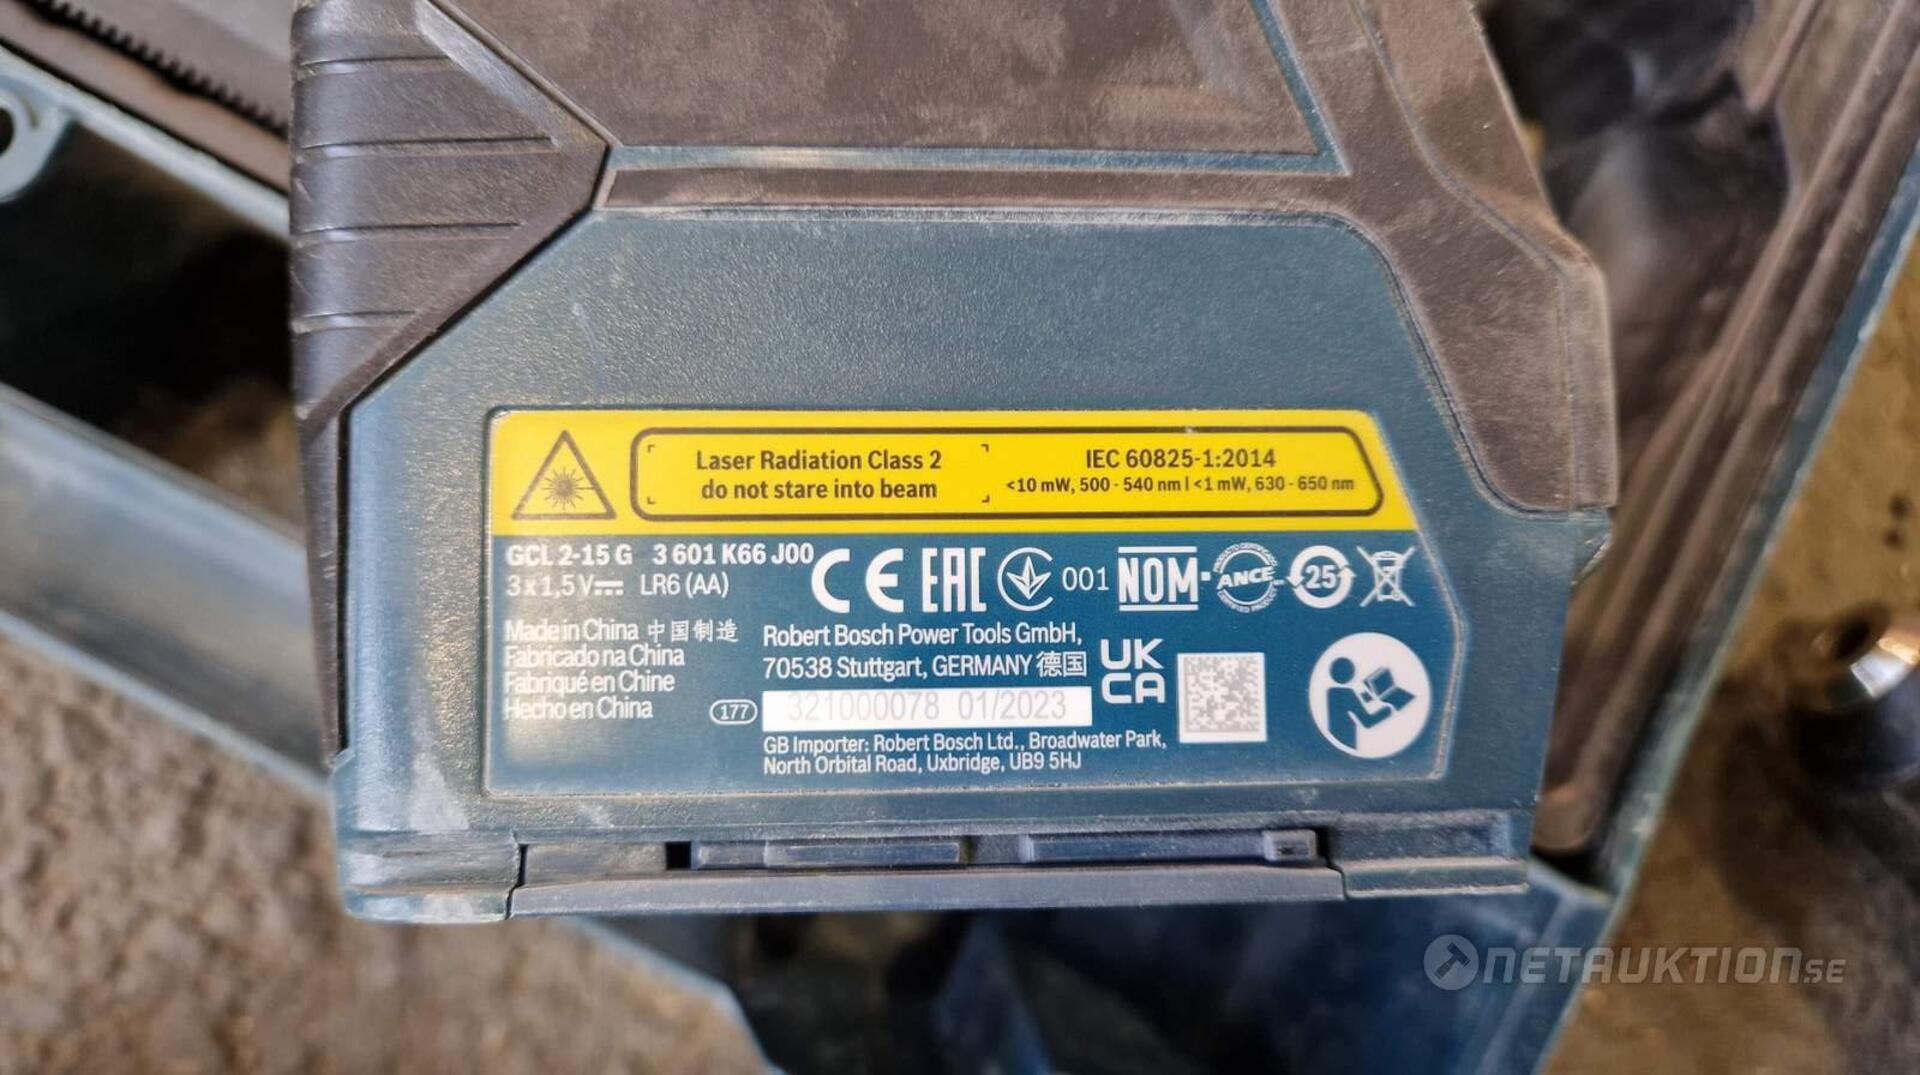 Laser Radiation Class 2
do not stare into beam
IEC 60825-1:2014
<10 mW, 500 - 540 nm | <1 mW, 630 - 650 nm
GCL 2-15 G 3 601 K66 J00
3 x 1,5 V LR6 (AA)
CE EAC 001 NOM-ANCE
PRODUCTO CERTIFICADO
CERTIFIED PRODUCT
25
Made in China 中国制造
Fabricado na China
Fabriqué en Chine
Hecho en China
Robert Bosch Power Tools GmbH,
70538 Stuttgart, GERMANY 德国
UK
CA
177 321000078 01/2023
GB Importer: Robert Bosch Ltd., Broadwater Park,
North Orbital Road, Uxbridge, UB9 5HJ
NETAUKTION.SE